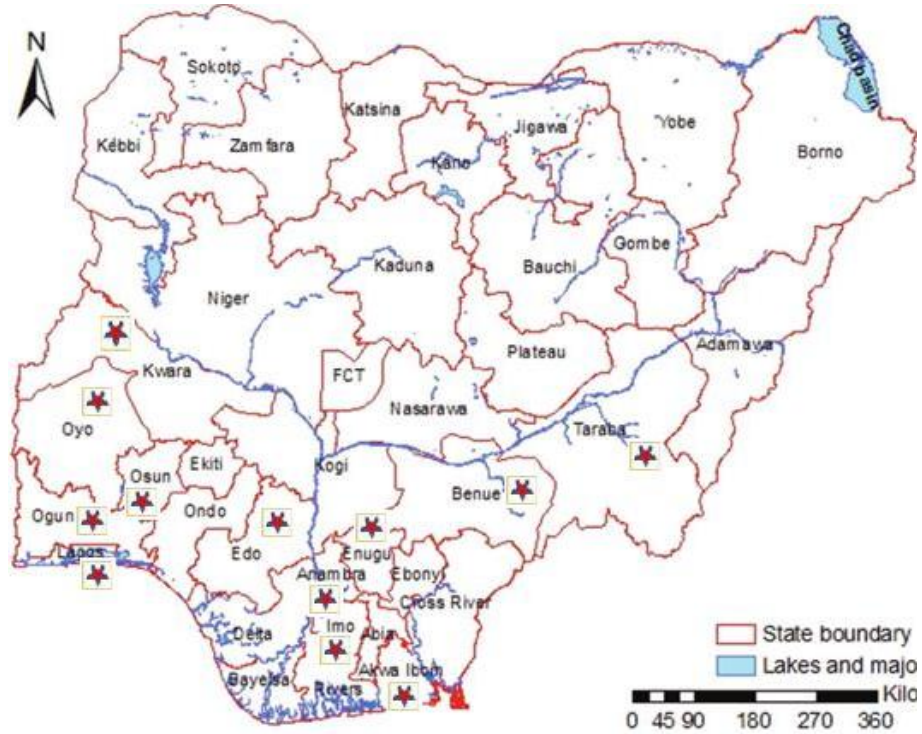 N
Sokoto
Katsina
Kebbi
Zamfara
Kano
Jigawa
Yobe
Borno
Chad basin
Gombe
Bauchi
Kaduna
Niger
Adamawa
Plateau
Kwara
FCT
Nasarawa
Oyo
Taraba
Kogi
Ekiti
Osun
Benue
Ogun
Ondo
Edo
Enugu
Lagos
Anambra
Ebonyi
Cross River
Delta
Imo
Abia
Akwa Ibom
Bayelsa
Rivers
State boundary
Lakes and majo
Kilo
0 45 90 180 270 360